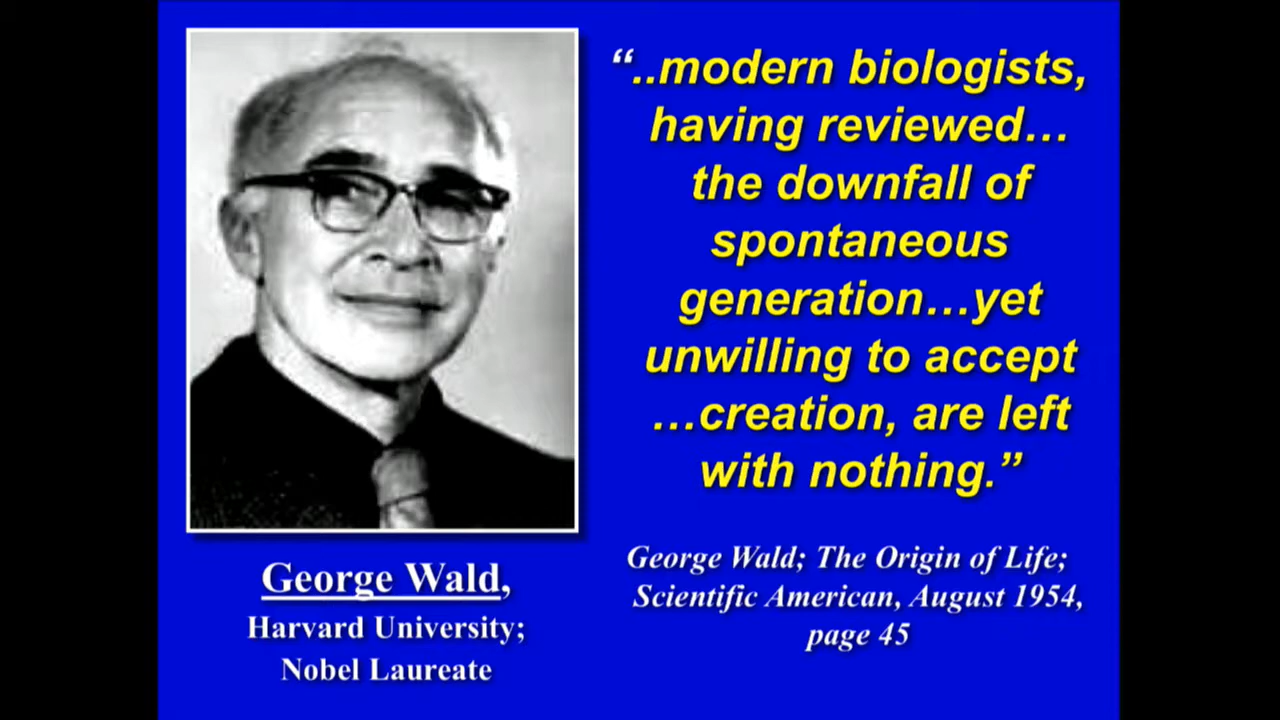 “..modern biologists,
having reviewed…
the downfall of
spontaneous
generation…yet
unwilling to accept
…creation, are left
with nothing.”
George Wald,
Harvard University;
Nobel Laureate
George Wald; The Origin of Life;
Scientific American, August 1954,
page 45